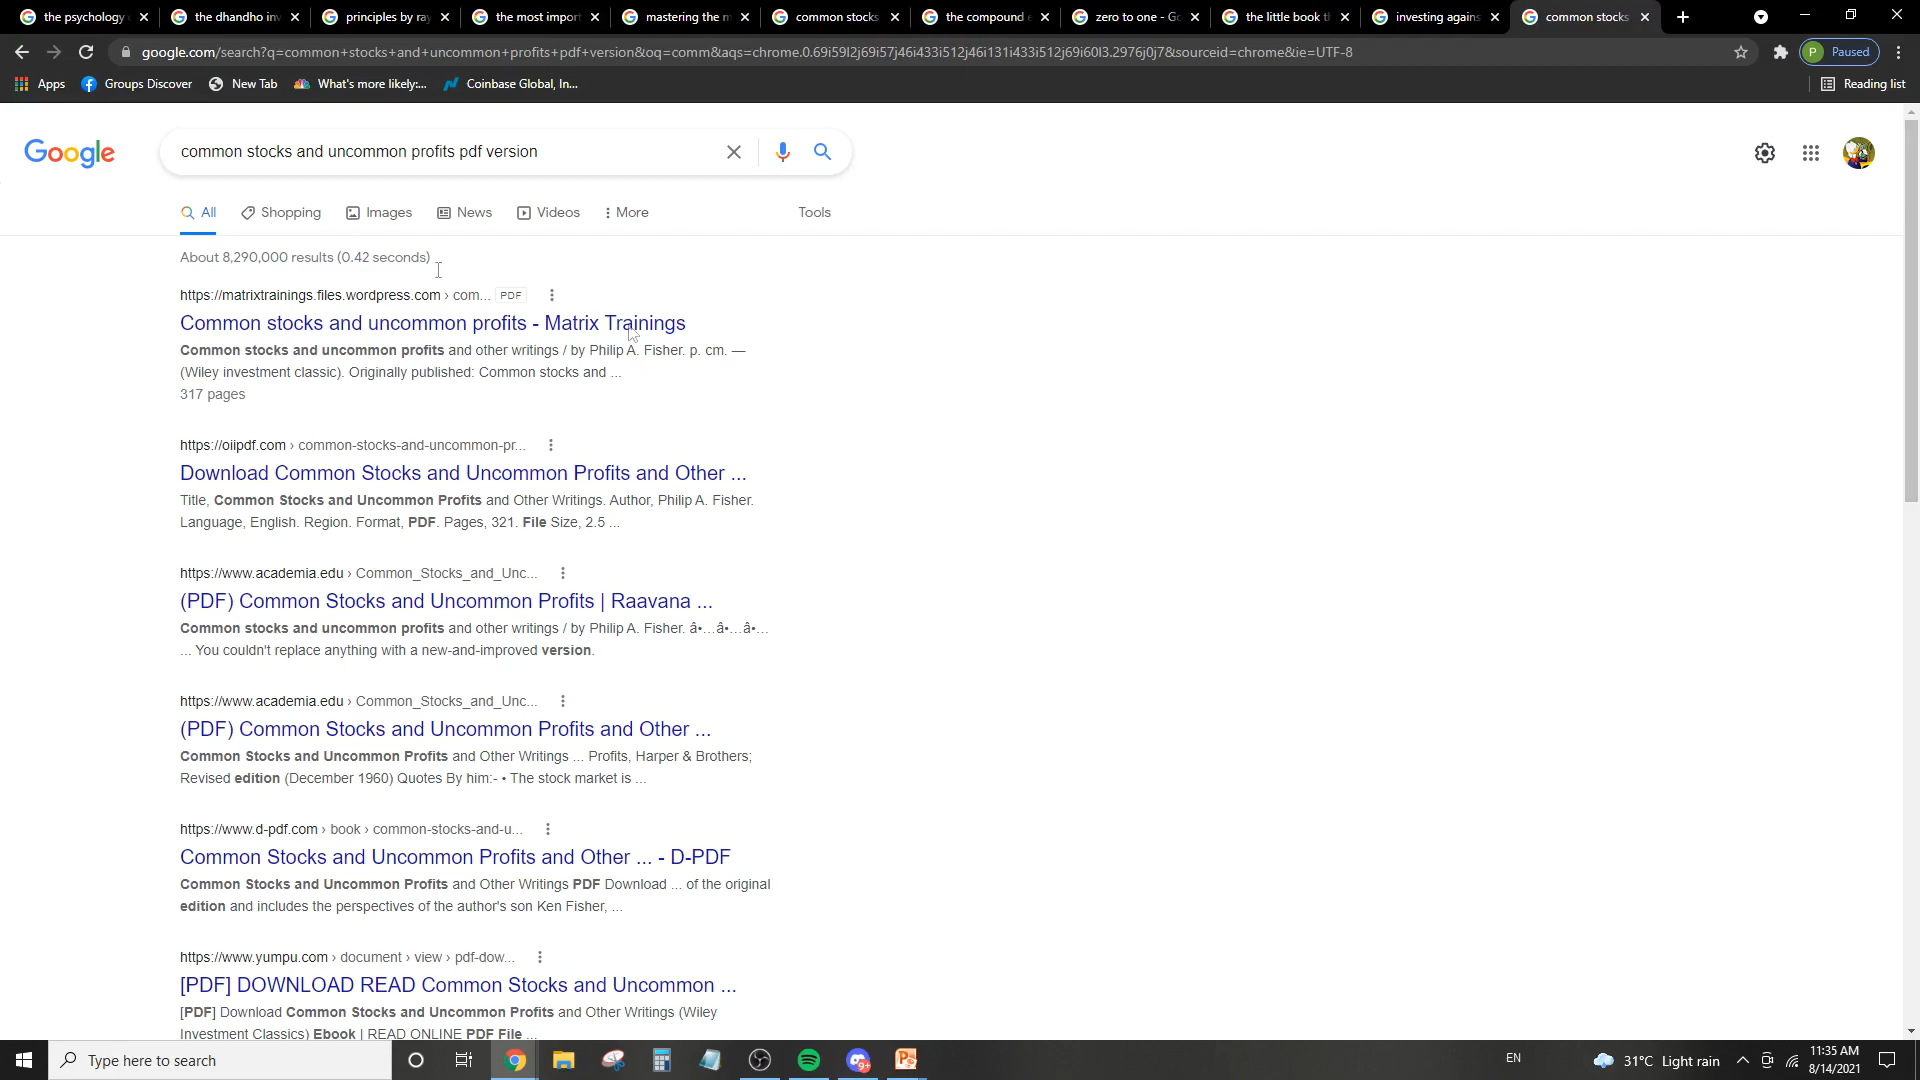 the psychology
the dhandho inv
principles by ray
the most import
mastering the m
common stocks
the compound e
zero to one - Go
the little book t
investing agains
common stocks
google.com/search?q=common+stocks+and+uncommon+profits+pdf+version&oq=comm&aqs=chrome.0.69i59l2j69i57j46i433i512j46i131i433i512j69i60l3.2976j0j7&sourceid=chrome&ie=UTF-8
P Paused
Apps Groups Discover New Tab What's more likely:... Coinbase Global, In...
Reading list
Google
common stocks and uncommon profits pdf version
All Shopping Images News Videos More Tools
About 8,290,000 results (0.42 seconds)
https://matrixtrainings.files.wordpress.com › com... PDF
Common stocks and uncommon profits - Matrix Trainings
Common stocks and uncommon profits and other writings / by Philip A. Fisher. p. cm. —
(Wiley investment classic). Originally published: Common stocks and ...
317 pages
https://oiipdf.com › common-stocks-and-uncommon-pr...
Download Common Stocks and Uncommon Profits and Other ...
Title, Common Stocks and Uncommon Profits and Other Writings. Author, Philip A. Fisher.
Language, English. Region. Format, PDF. Pages, 321. File Size, 2.5 ...
https://www.academia.edu › Common_Stocks_and_Unc...
(PDF) Common Stocks and Uncommon Profits | Raavana ...
Common stocks and uncommon profits and other writings / by Philip A. Fisher. â•…â•…â•…
... You couldn't replace anything with a new-and-improved version.
https://www.academia.edu › Common_Stocks_and_Unc...
(PDF) Common Stocks and Uncommon Profits and Other ...
Common Stocks and Uncommon Profits and Other Writings ... Profits, Harper & Brothers;
Revised edition (December 1960) Quotes By him:- • The stock market is ...
https://www.d-pdf.com › book › common-stocks-and-u...
Common Stocks and Uncommon Profits and Other ... - D-PDF
Common Stocks and Uncommon Profits and Other Writings PDF Download ... of the original
edition and includes the perspectives of the author's son Ken Fisher, ...
https://www.yumpu.com › document › view › pdf-dow...
[PDF] DOWNLOAD READ Common Stocks and Uncommon ...
[PDF] Download Common Stocks and Uncommon Profits and Other Writings (Wiley
Investment Classics) Ebook | READ ONLINE PDF File ...
Type here to search
EN
31°C Light rain
11:35 AM
8/14/2021